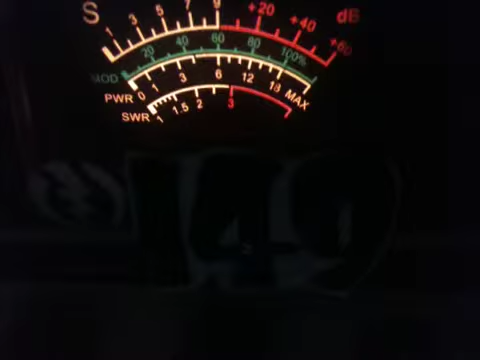 S 1 3 5 7 9 +20 +40 +60 dB
MOD 20 40 60 80 100%
PWR 0 1 3 6 12 18 MAX
SWR 1 1.5 2 3
149